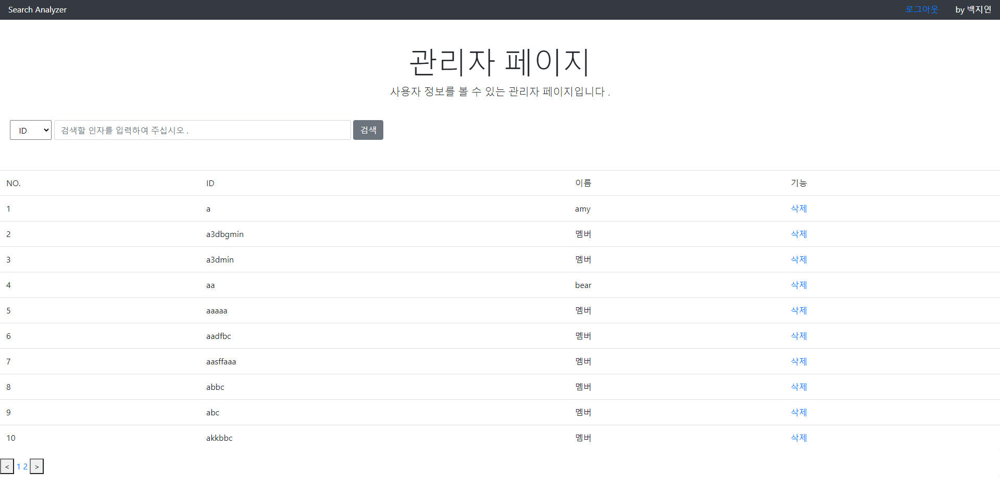 Search Analyzer 로그아웃 by 백지연
관리자 페이지
사용자 정보를 볼 수 있는 관리자 페이지입니다 .
ID 검색할 인자를 입력하여 주십시오 . 검색
NO. ID 이름 기능
1 a amy 삭제
2 a3dbgmin 멤버 삭제
3 a3dmin 멤버 삭제
4 aa bear 삭제
5 aaaaa 멤버 삭제
6 aadfbc 멤버 삭제
7 aasffaaa 멤버 삭제
8 abbc 멤버 삭제
9 abc 멤버 삭제
10 akkbbc 멤버 삭제
< 1 2 >